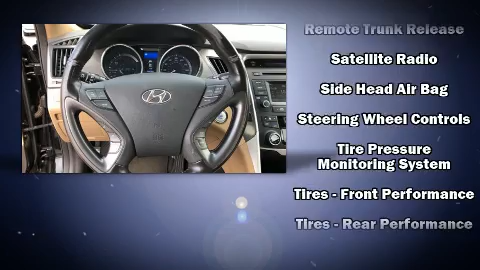 Remote Trunk Release
Satellite Radio
Side Head Air Bag
Steering Wheel Controls
Tire Pressure
Monitoring System
Tires - Front Performance
Tires - Rear Performance